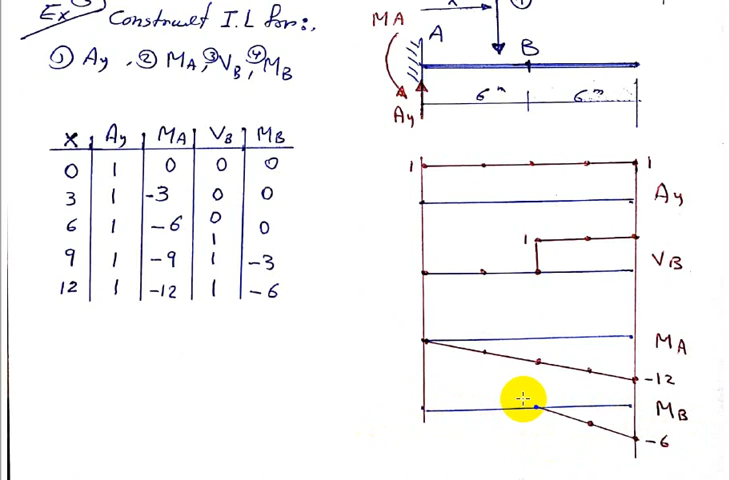 Ex Construct I.L for:,
① Ay , ② MA, ③ VB, ④ MB
x Ay MA VB MB
0 1 0 0 0
3 1 -3 0 0
6 1 -6 0 0
1
9 1 -9 1 -3
12 1 -12 1 -6
x
MA
A
B
6m 6m
Ay
1 1
Ay
1
VB
MA
-12
MB
-6